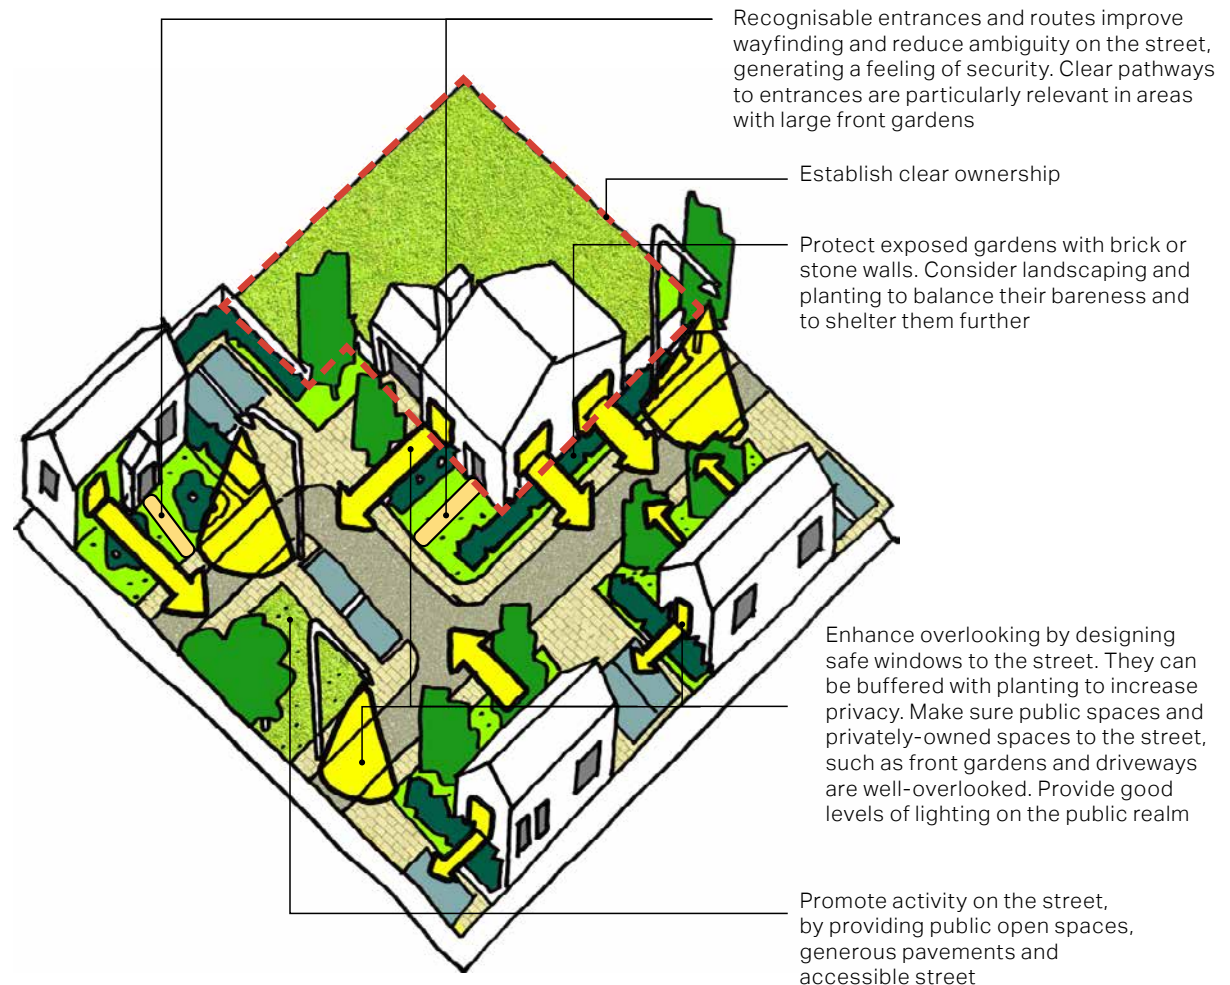 Recognisable entrances and routes improve
wayfinding and reduce ambiguity on the street,
generating a feeling of security. Clear pathways
to entrances are particularly relevant in areas
with large front gardens
Establish clear ownership
Protect exposed gardens with brick or
stone walls. Consider landscaping and
planting to balance their bareness and
to shelter them further
Enhance overlooking by designing
safe windows to the street. They can
be buffered with planting to increase
privacy. Make sure public spaces and
privately-owned spaces to the street,
such as front gardens and driveways
are well-overlooked. Provide good
levels of lighting on the public realm
Promote activity on the street,
by providing public open spaces,
generous pavements and
accessible street